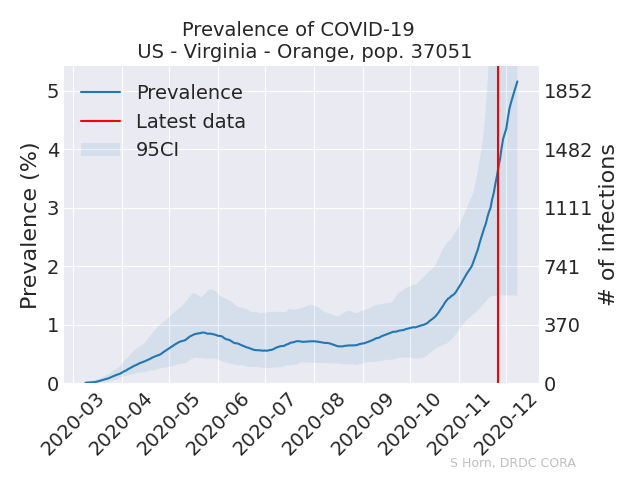 Prevalence of COVID-19
US - Virginia - Orange, pop. 37051
Prevalence
Latest data
95CI
Prevalence (%)
5
4
3
2
1
0
1852
1482
1111
741
370
0
# of infections
2020-03
2020-04
2020-05
2020-06
2020-07
2020-08
2020-09
2020-10
2020-11
2020-12
S Horn, DRDC CORA